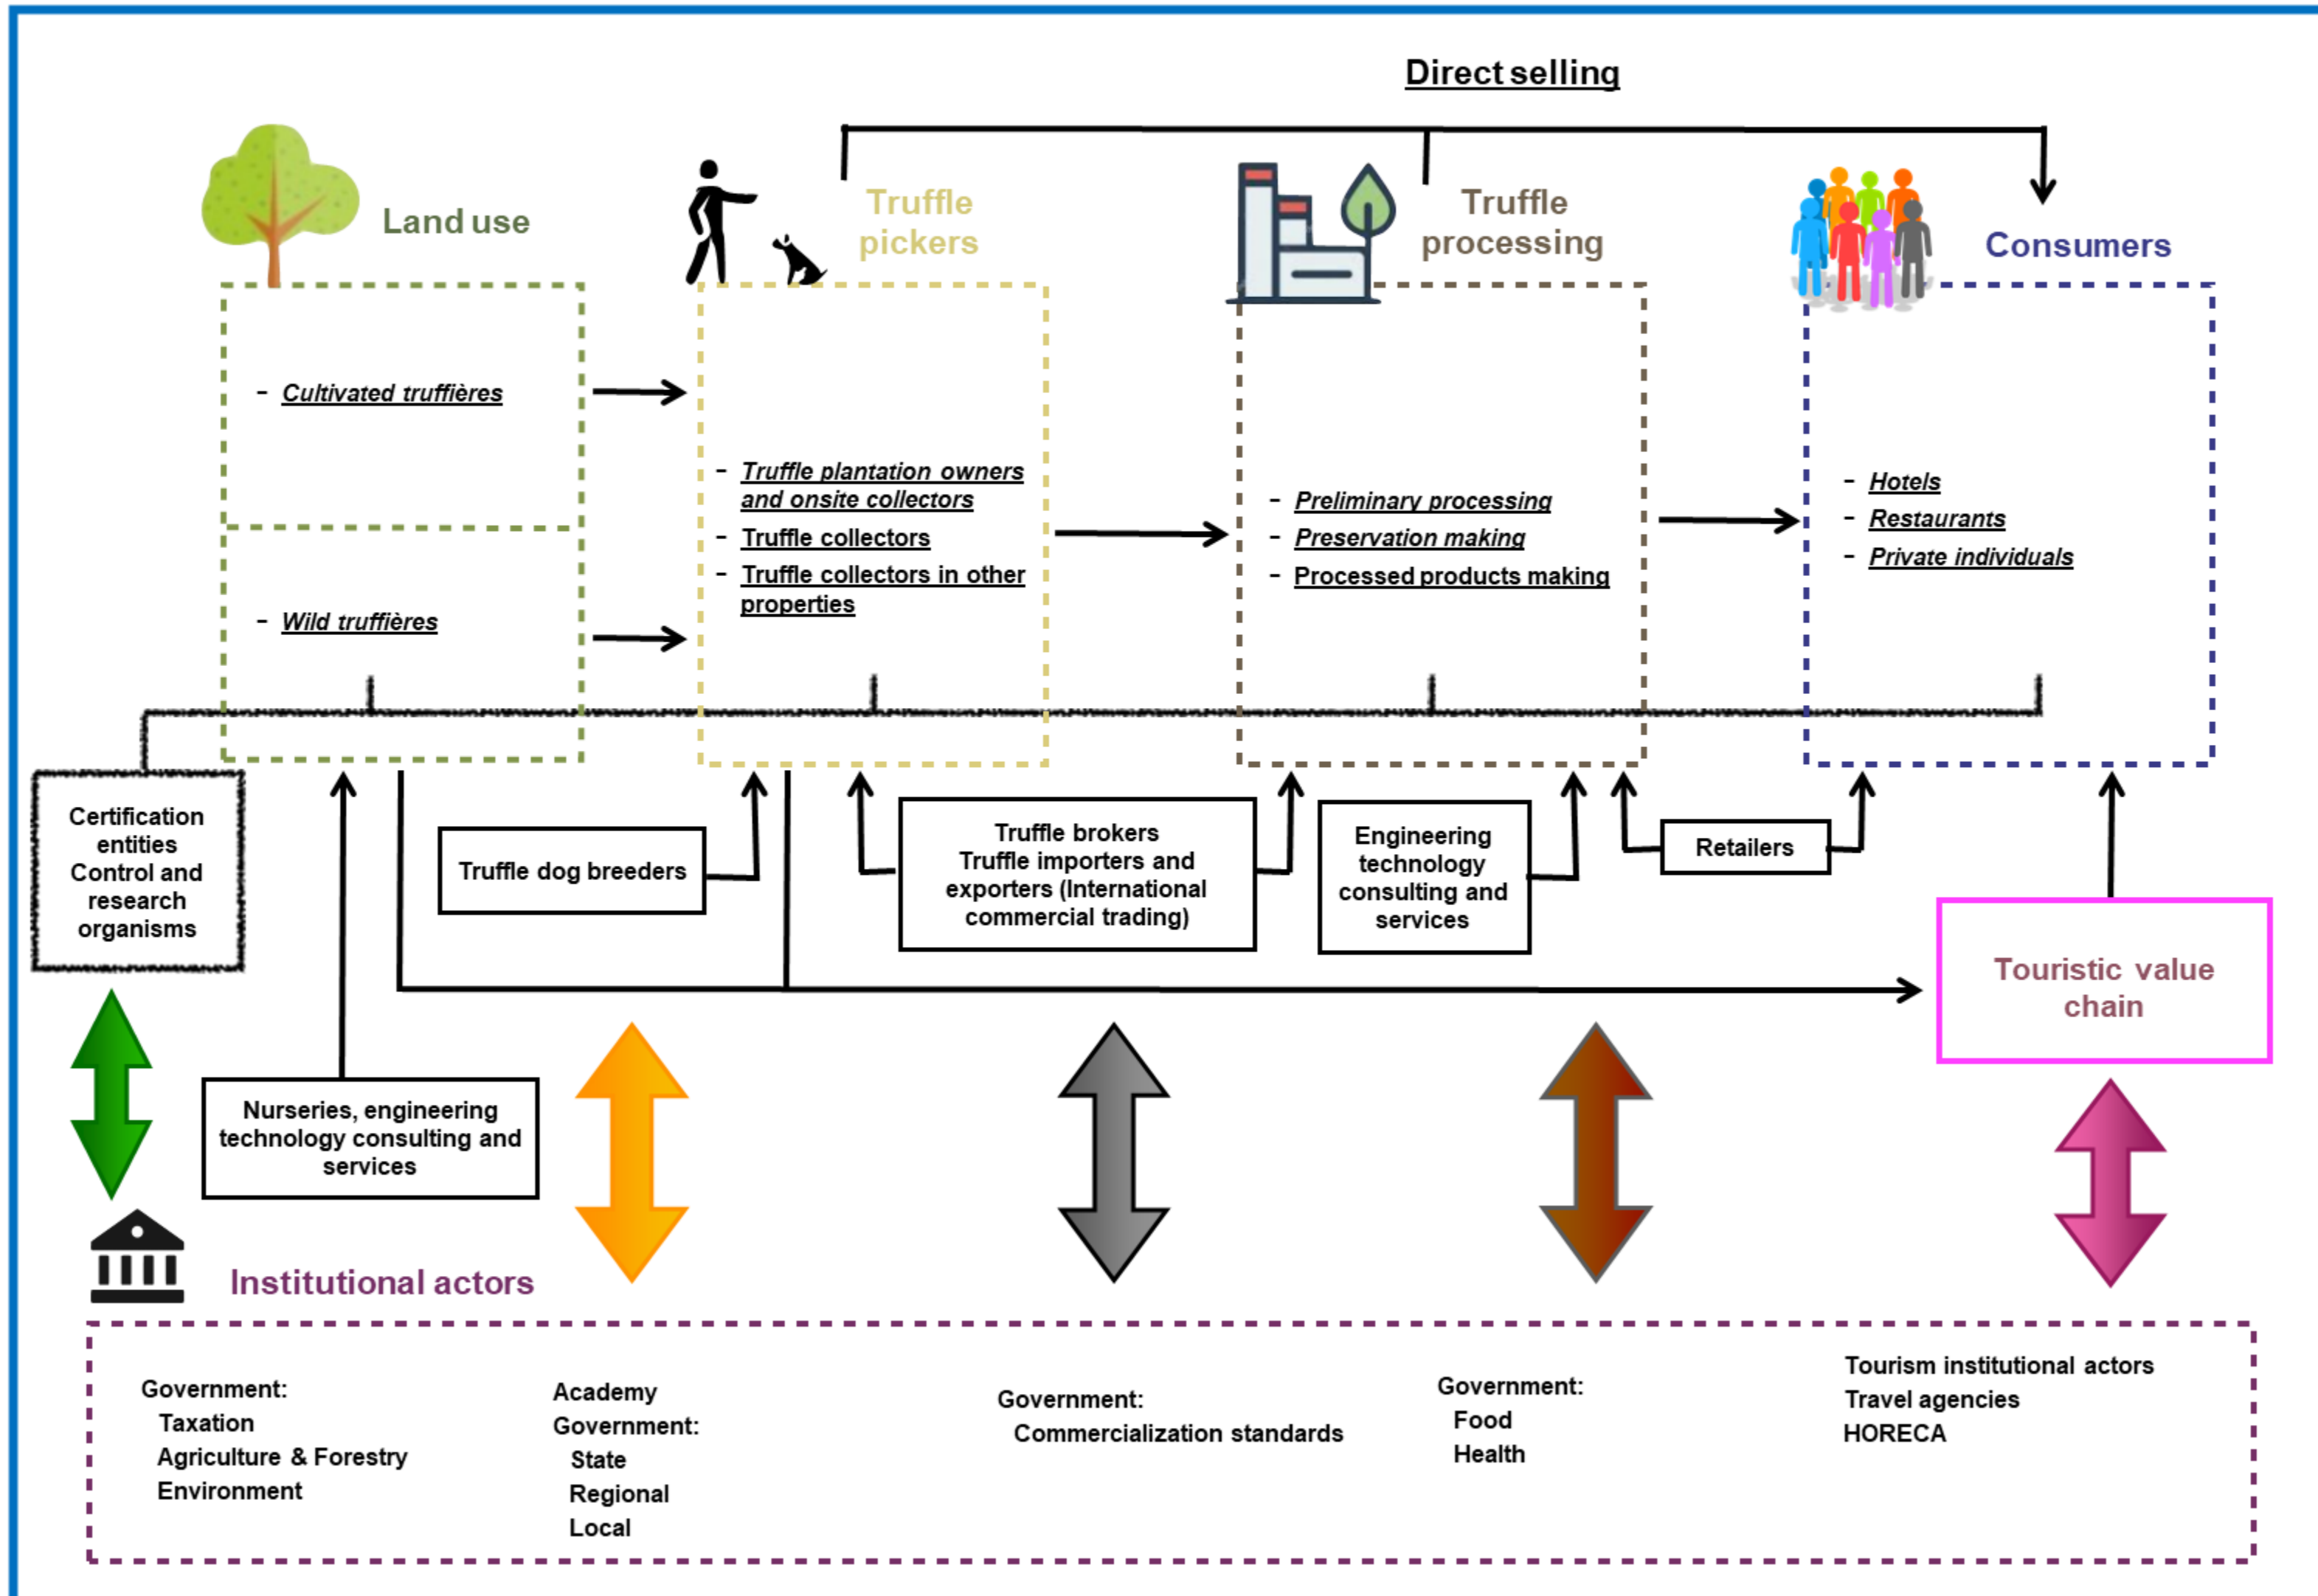 Direct selling
Land use
Truffle
pickers
Truffle
processing
Consumers
- Cultivated truffières
- Wild truffières
- Truffle plantation owners
and onsite collectors
- Truffle collectors
- Truffle collectors in other
properties
- Preliminary processing
- Preservation making
- Processed products making
- Hotels
- Restaurants
- Private individuals
Certification
entities
Control and
research
organisms
Truffle dog breeders
Truffle brokers
Truffle importers and
exporters (International
commercial trading)
Engineering
technology
consulting and
services
Retailers
Touristic value
chain
Nurseries, engineering
technology consulting and
services
Institutional actors
Government:
Taxation
Agriculture & Forestry
Environment
Academy
Government:
State
Regional
Local
Government:
Commercialization standards
Government:
Food
Health
Tourism institutional actors
Travel agencies
HORECA